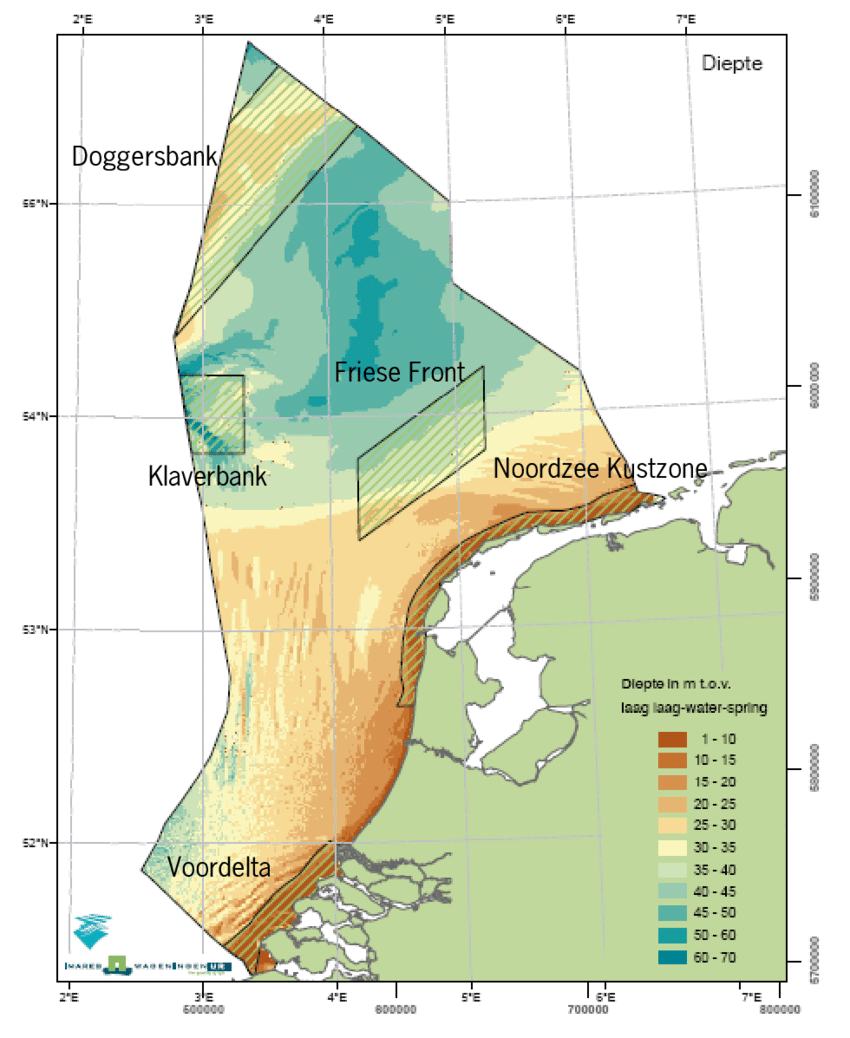 2°E 3°E 4°E 5°E 6°E 7°E
Diepte
Doggersbank
55°N
6100000
Friese Front
6000000
54°N
Klaverbank
Noordzee Kustzone
5900000
53°N
Diepte in m t.o.v.
laag laag-water-spring
1 - 10
10 - 15
15 - 20
20 - 25
25 - 30
30 - 35
35 - 40
40 - 45
45 - 50
50 - 60
60 - 70
5800000
52°N
Voordelta
IMARES WAGENINGEN UR
5700000
2°E 3°E 4°E 5°E 6°E 7°E
500000 600000 700000 800000